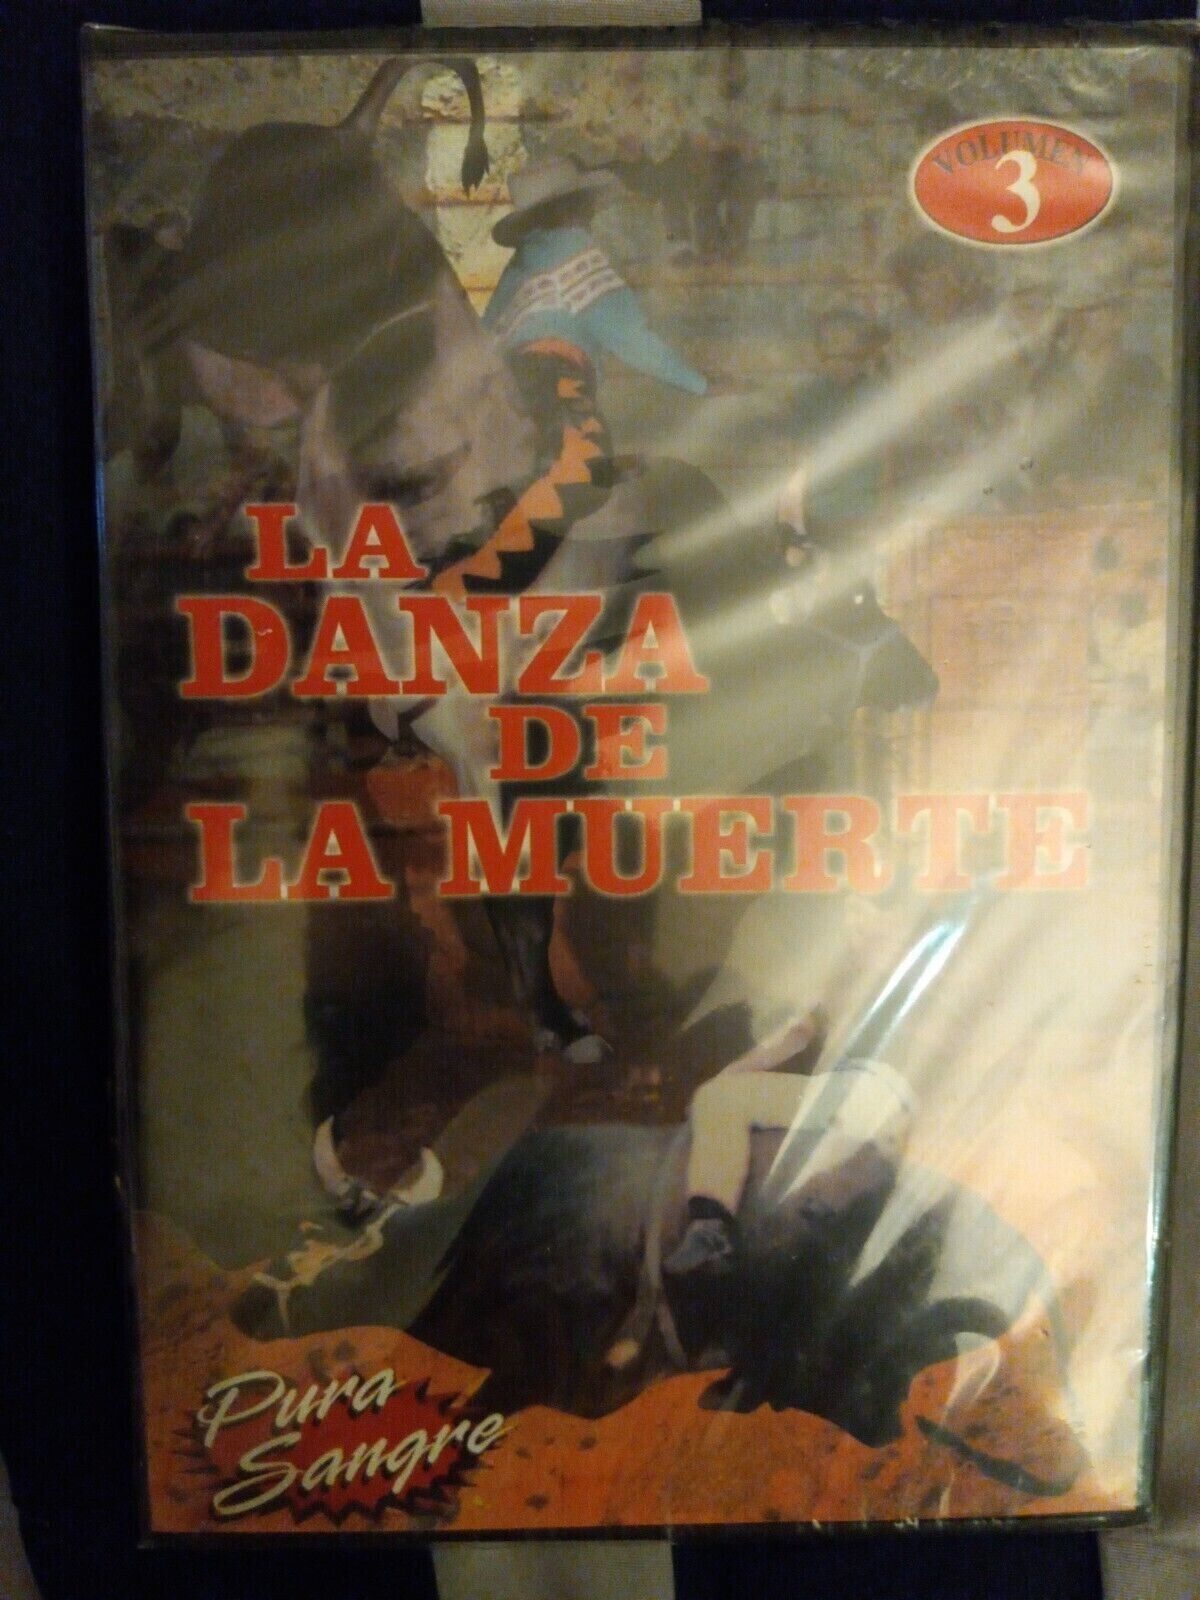 VOLUMEN
3
LA
DANZA
DE
LA MUERTE
Pura
Sangre